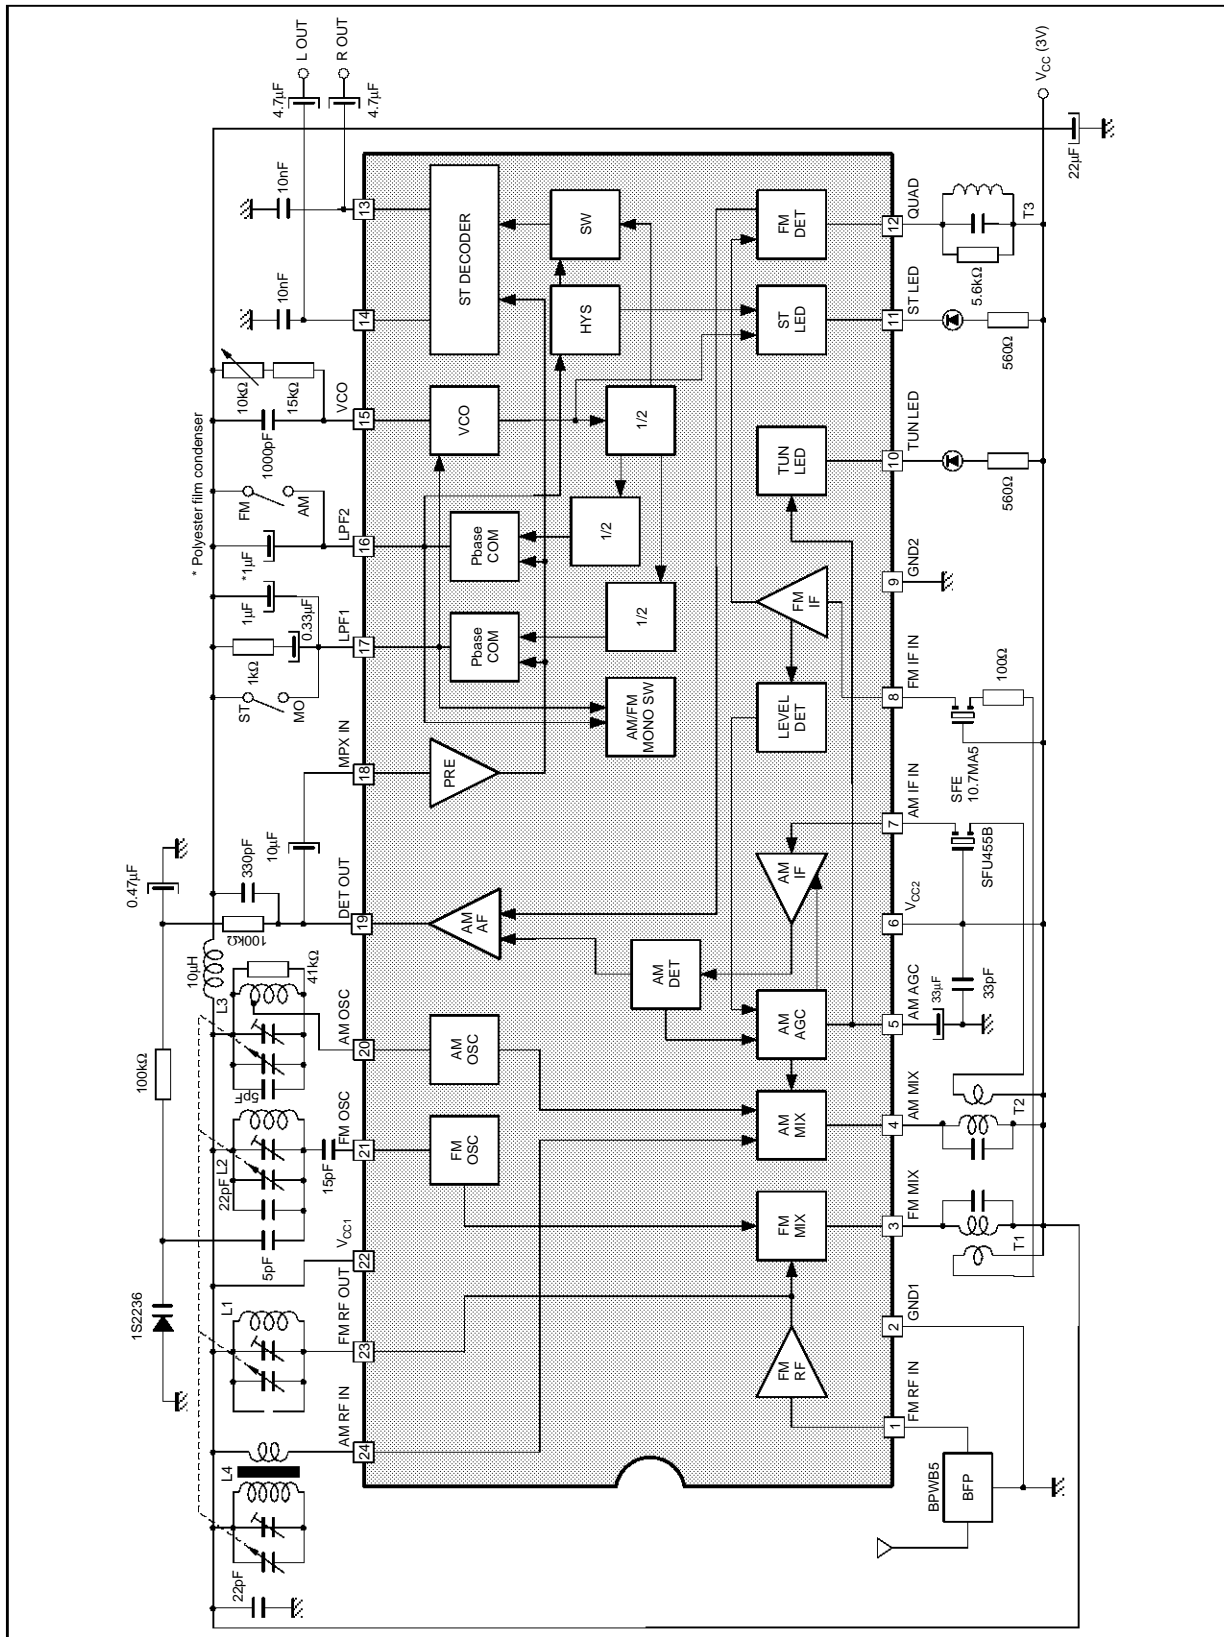 L OUT
R OUT
4.7µF
4.7µF
10nF
10nF
10kΩ
15kΩ
1000pF
* Polyester film condenser
FM
AM
*1µF
1µF
0.33µF
1kΩ
ST
MO
0.47µF
10µF
330pF
100kΩ
10µH
41kΩ
L3
5pF
100kΩ
L2
22pF
15pF
5pF
1S2236
L1
L4
22pF
AM RF IN
FM RF OUT
VCC1
FM OSC
AM OSC
DET OUT
MPX IN
LPF1
LPF2
VCO
24
23
22
21
20
19
18
17
16
15
14
13
FM OSC
AM OSC
AM AF
PRE
Pbase COM
Pbase COM
VCO
ST DECODER
AM/FM MONO SW
1/2
1/2
1/2
HYS
SW
AM DET
FM RF
FM MIX
AM MIX
AM AGC
AM IF
LEVEL DET
FM IF
TUN LED
ST LED
FM DET
1
2
3
4
5
6
7
8
9
10
11
12
FM RF IN
GND1
FM MIX
AM MIX
AM AGC
VCC2
AM IF IN
FM IF IN
GND2
TUN LED
ST LED
QUAD
BPWB5
BFP
T1
T2
33µF
33pF
SFU455B
SFE
10.7MA5
100Ω
560Ω
560Ω
5.6kΩ
T3
VCC (3V)
22µF